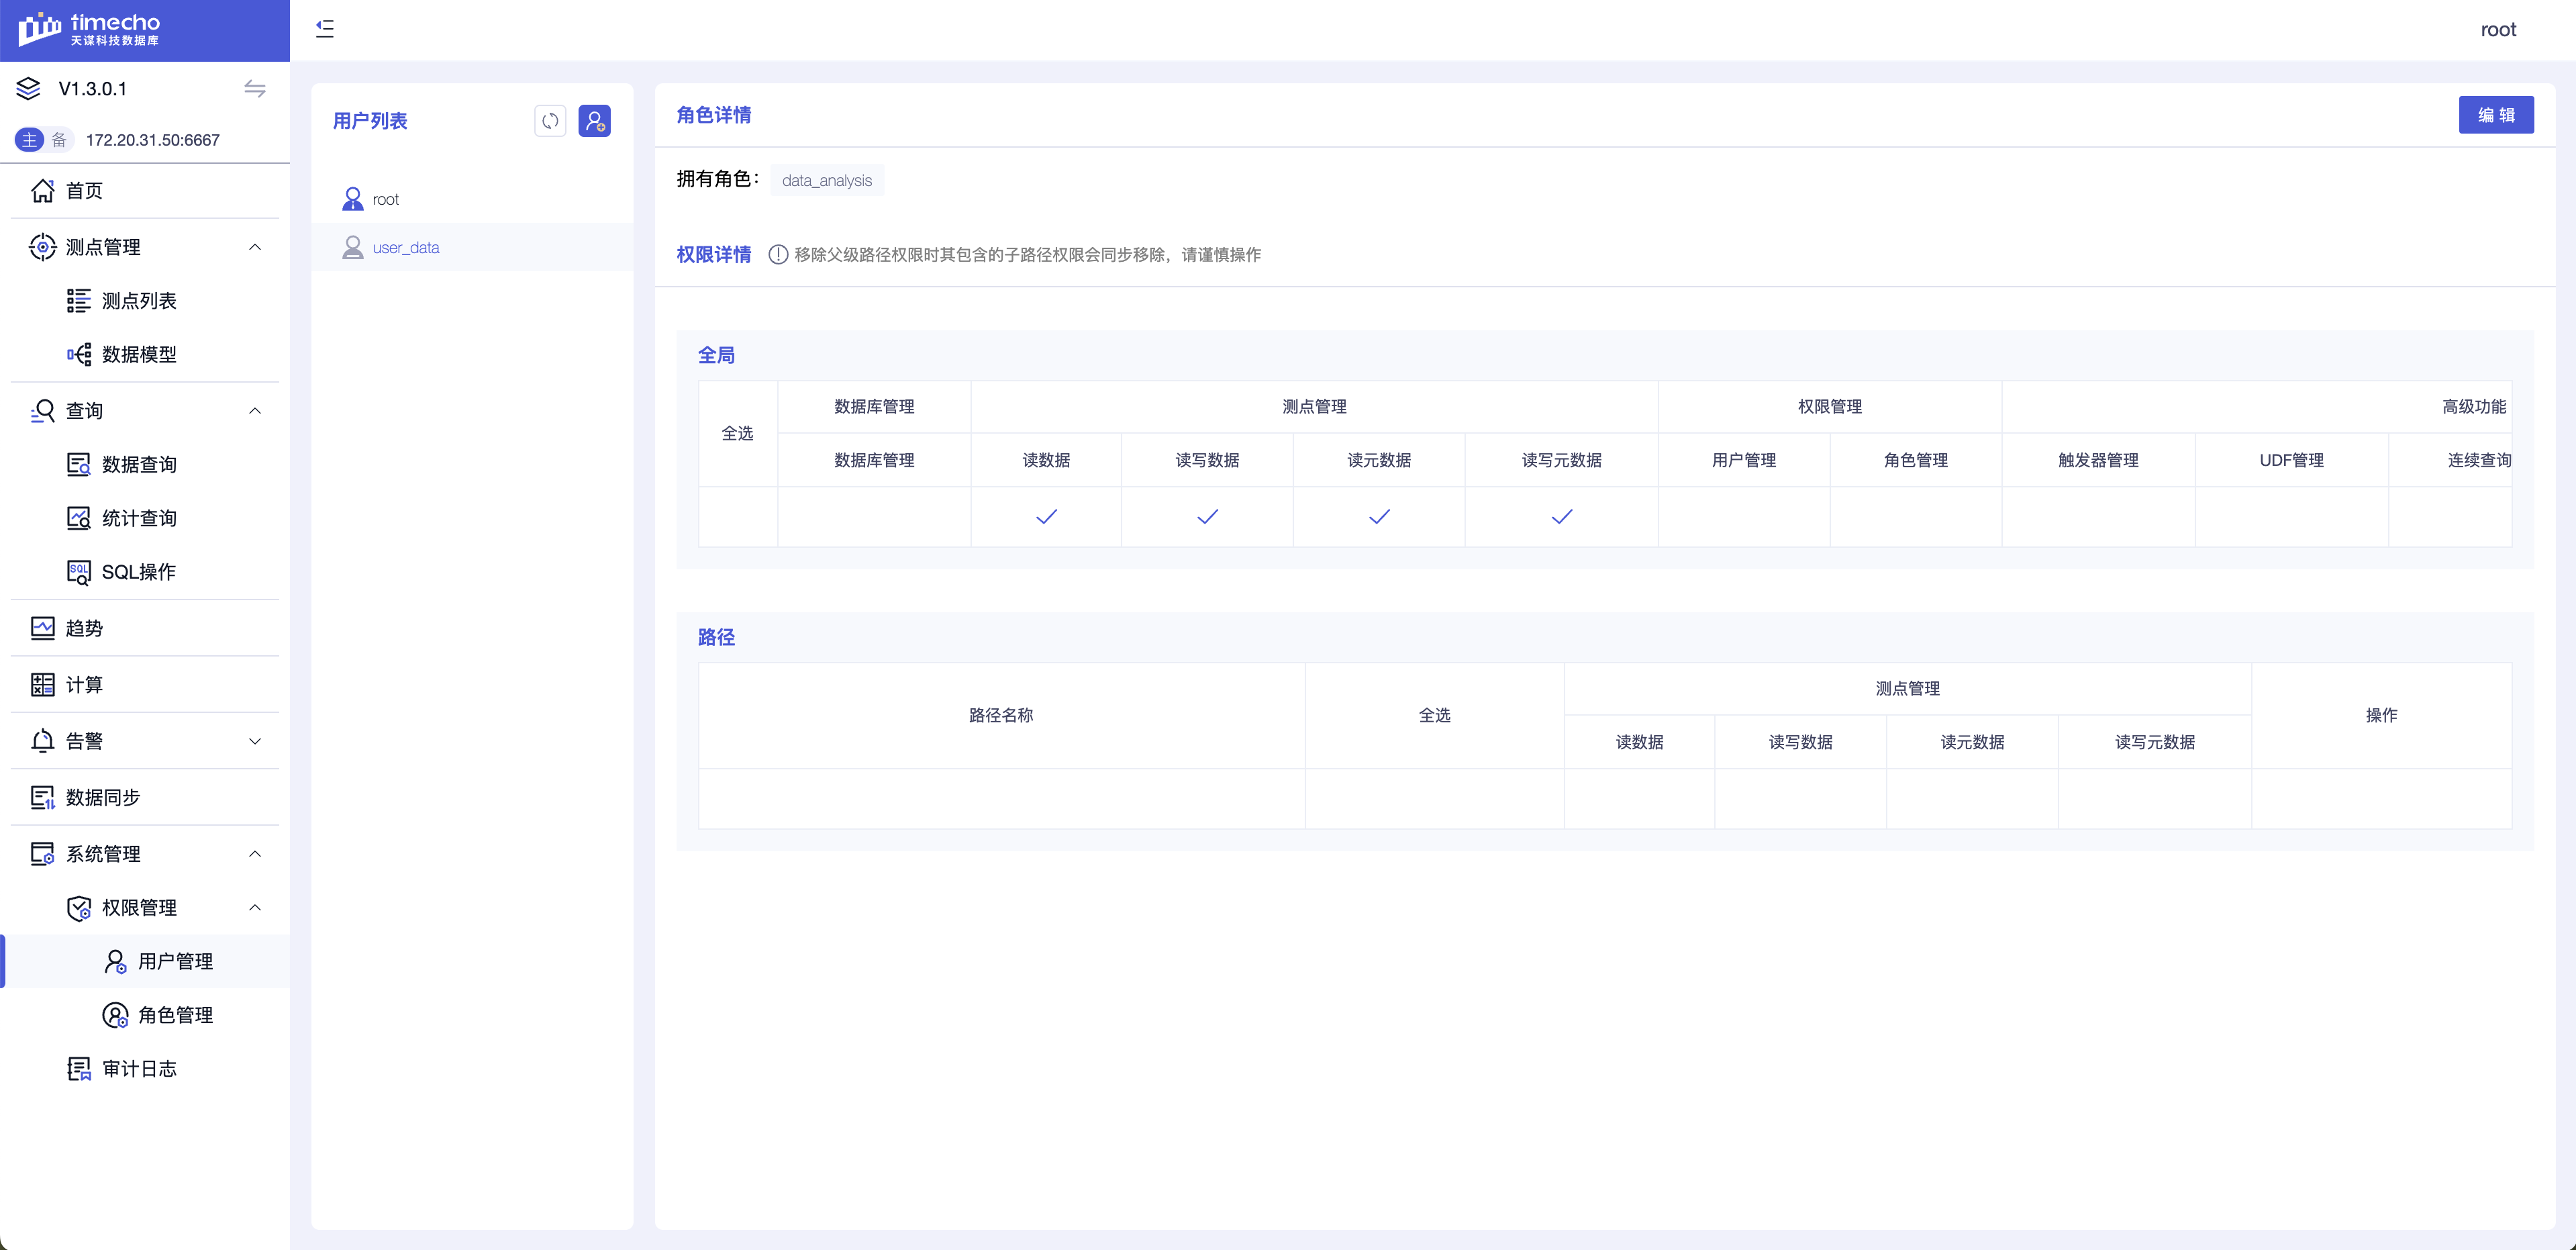 timecho
天谋科技数据库
root
V1.3.0.1
主 备 172.20.31.50:6667
首页
测点管理
测点列表
数据模型
查询
数据查询
统计查询
SQL操作
趋势
计算
告警
数据同步
系统管理
权限管理
用户管理
角色管理
审计日志
用户列表
root
user_data
角色详情
编 辑
拥有角色： data_analysis
权限详情 移除父级路径权限时其包含的子路径权限会同步移除，请谨慎操作
全局
全选 数据库管理 测点管理 权限管理 高级功能
数据库管理 读数据 读写数据 读元数据 读写元数据 用户管理 角色管理 触发器管理 UDF管理 连续查询
路径
路径名称 全选 测点管理 操作
读数据 读写数据 读元数据 读写元数据